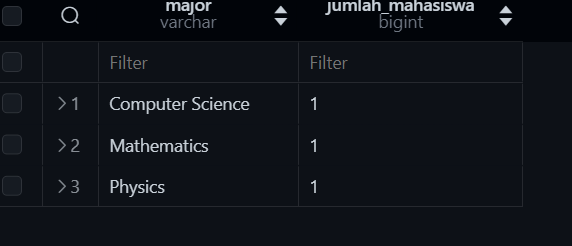 major jumlah_mahasiswa
varchar bigint
Filter Filter
1 Computer Science 1
2 Mathematics 1
3 Physics 1